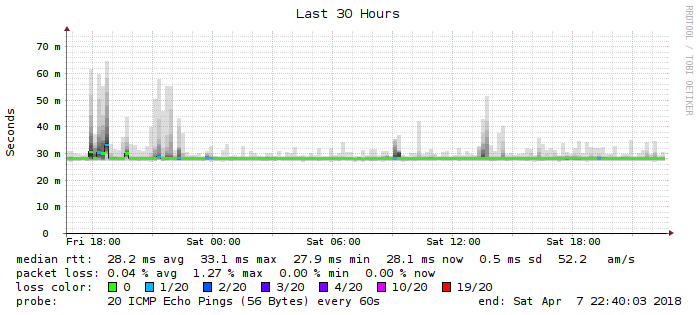 Last 30 Hours
RRDTOOL / TOBI OETIKER
Seconds
70 m
60 m
50 m
40 m
30 m
20 m
10 m
0
Fri 18:00 Sat 00:00 Sat 06:00 Sat 12:00 Sat 18:00
median rtt: 28.2 ms avg 33.1 ms max 27.9 ms min 28.1 ms now 0.5 ms sd 52.2 am/s
packet loss: 0.04 % avg 1.27 % max 0.00 % min 0.00 % now
loss color: 0 1/20 2/20 3/20 4/20 10/20 19/20
probe: 20 ICMP Echo Pings (56 Bytes) every 60s end: Sat Apr 7 22:40:03 2018